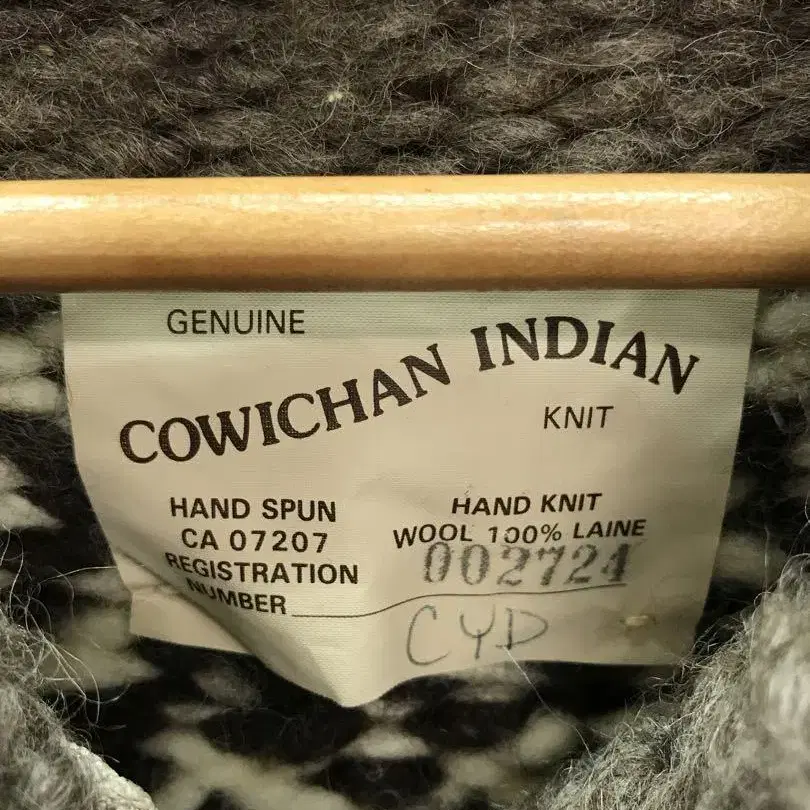 GENUINE
COWICHAN INDIAN
KNIT
HAND SPUN
CA 07207
REGISTRATION
NUMBER
HAND KNIT
WOOL 100% LAINE
002724
CYD